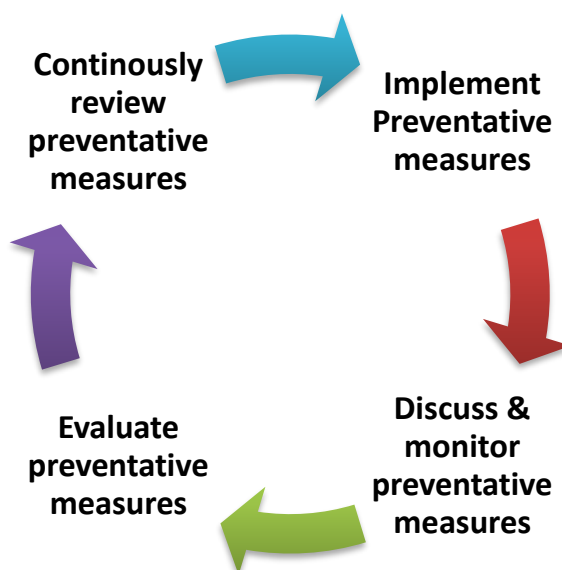 Continously
review
preventative
measures
Implement
Preventative
measures
Discuss &
monitor
preventative
measures
Evaluate
preventative
measures